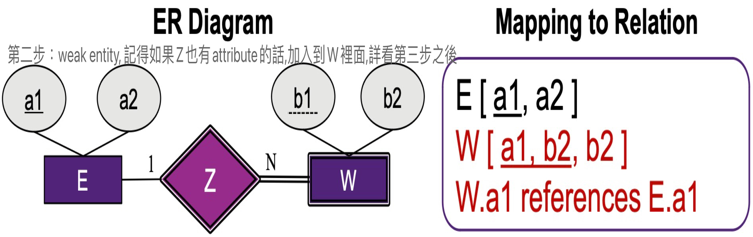 ER Diagram
Mapping to Relation
第二步：weak entity, 記得如果 Z 也有 attribute 的話,加入到 W 裡面,詳看第三步之後
a1
a2
b1
b2
E
1
Z
N
W
E [ a1, a2 ]
W [ a1, b2, b2 ]
W.a1 references E.a1